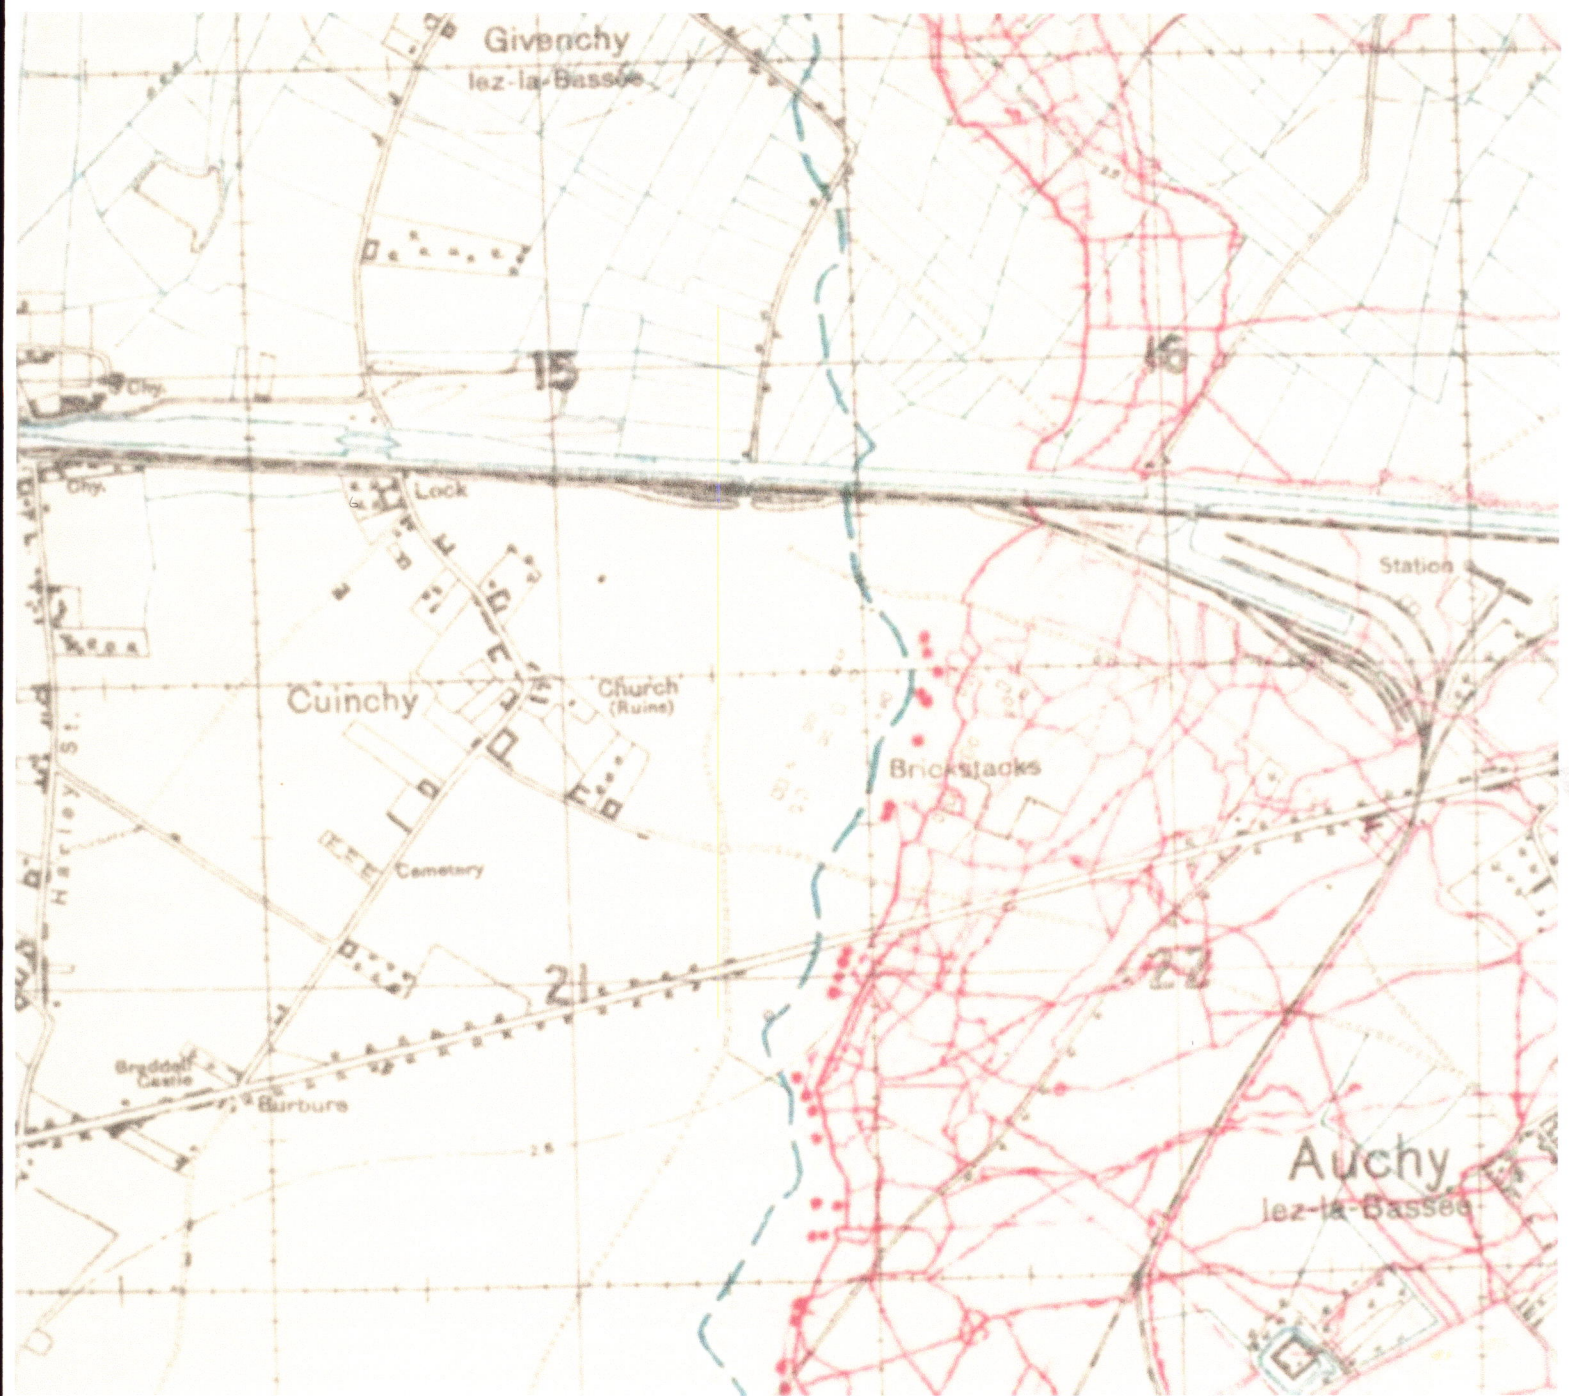 Givenchy
lez-la-Bassée
15
16
Chy.
Chy.
Lock
Station
Cuinchy
Church
(Ruins)
Brickstacks
Harley St.
Cemetery
21
22
Braddell
Castle
Burbure
25
Auchy
lez-la-Bassée